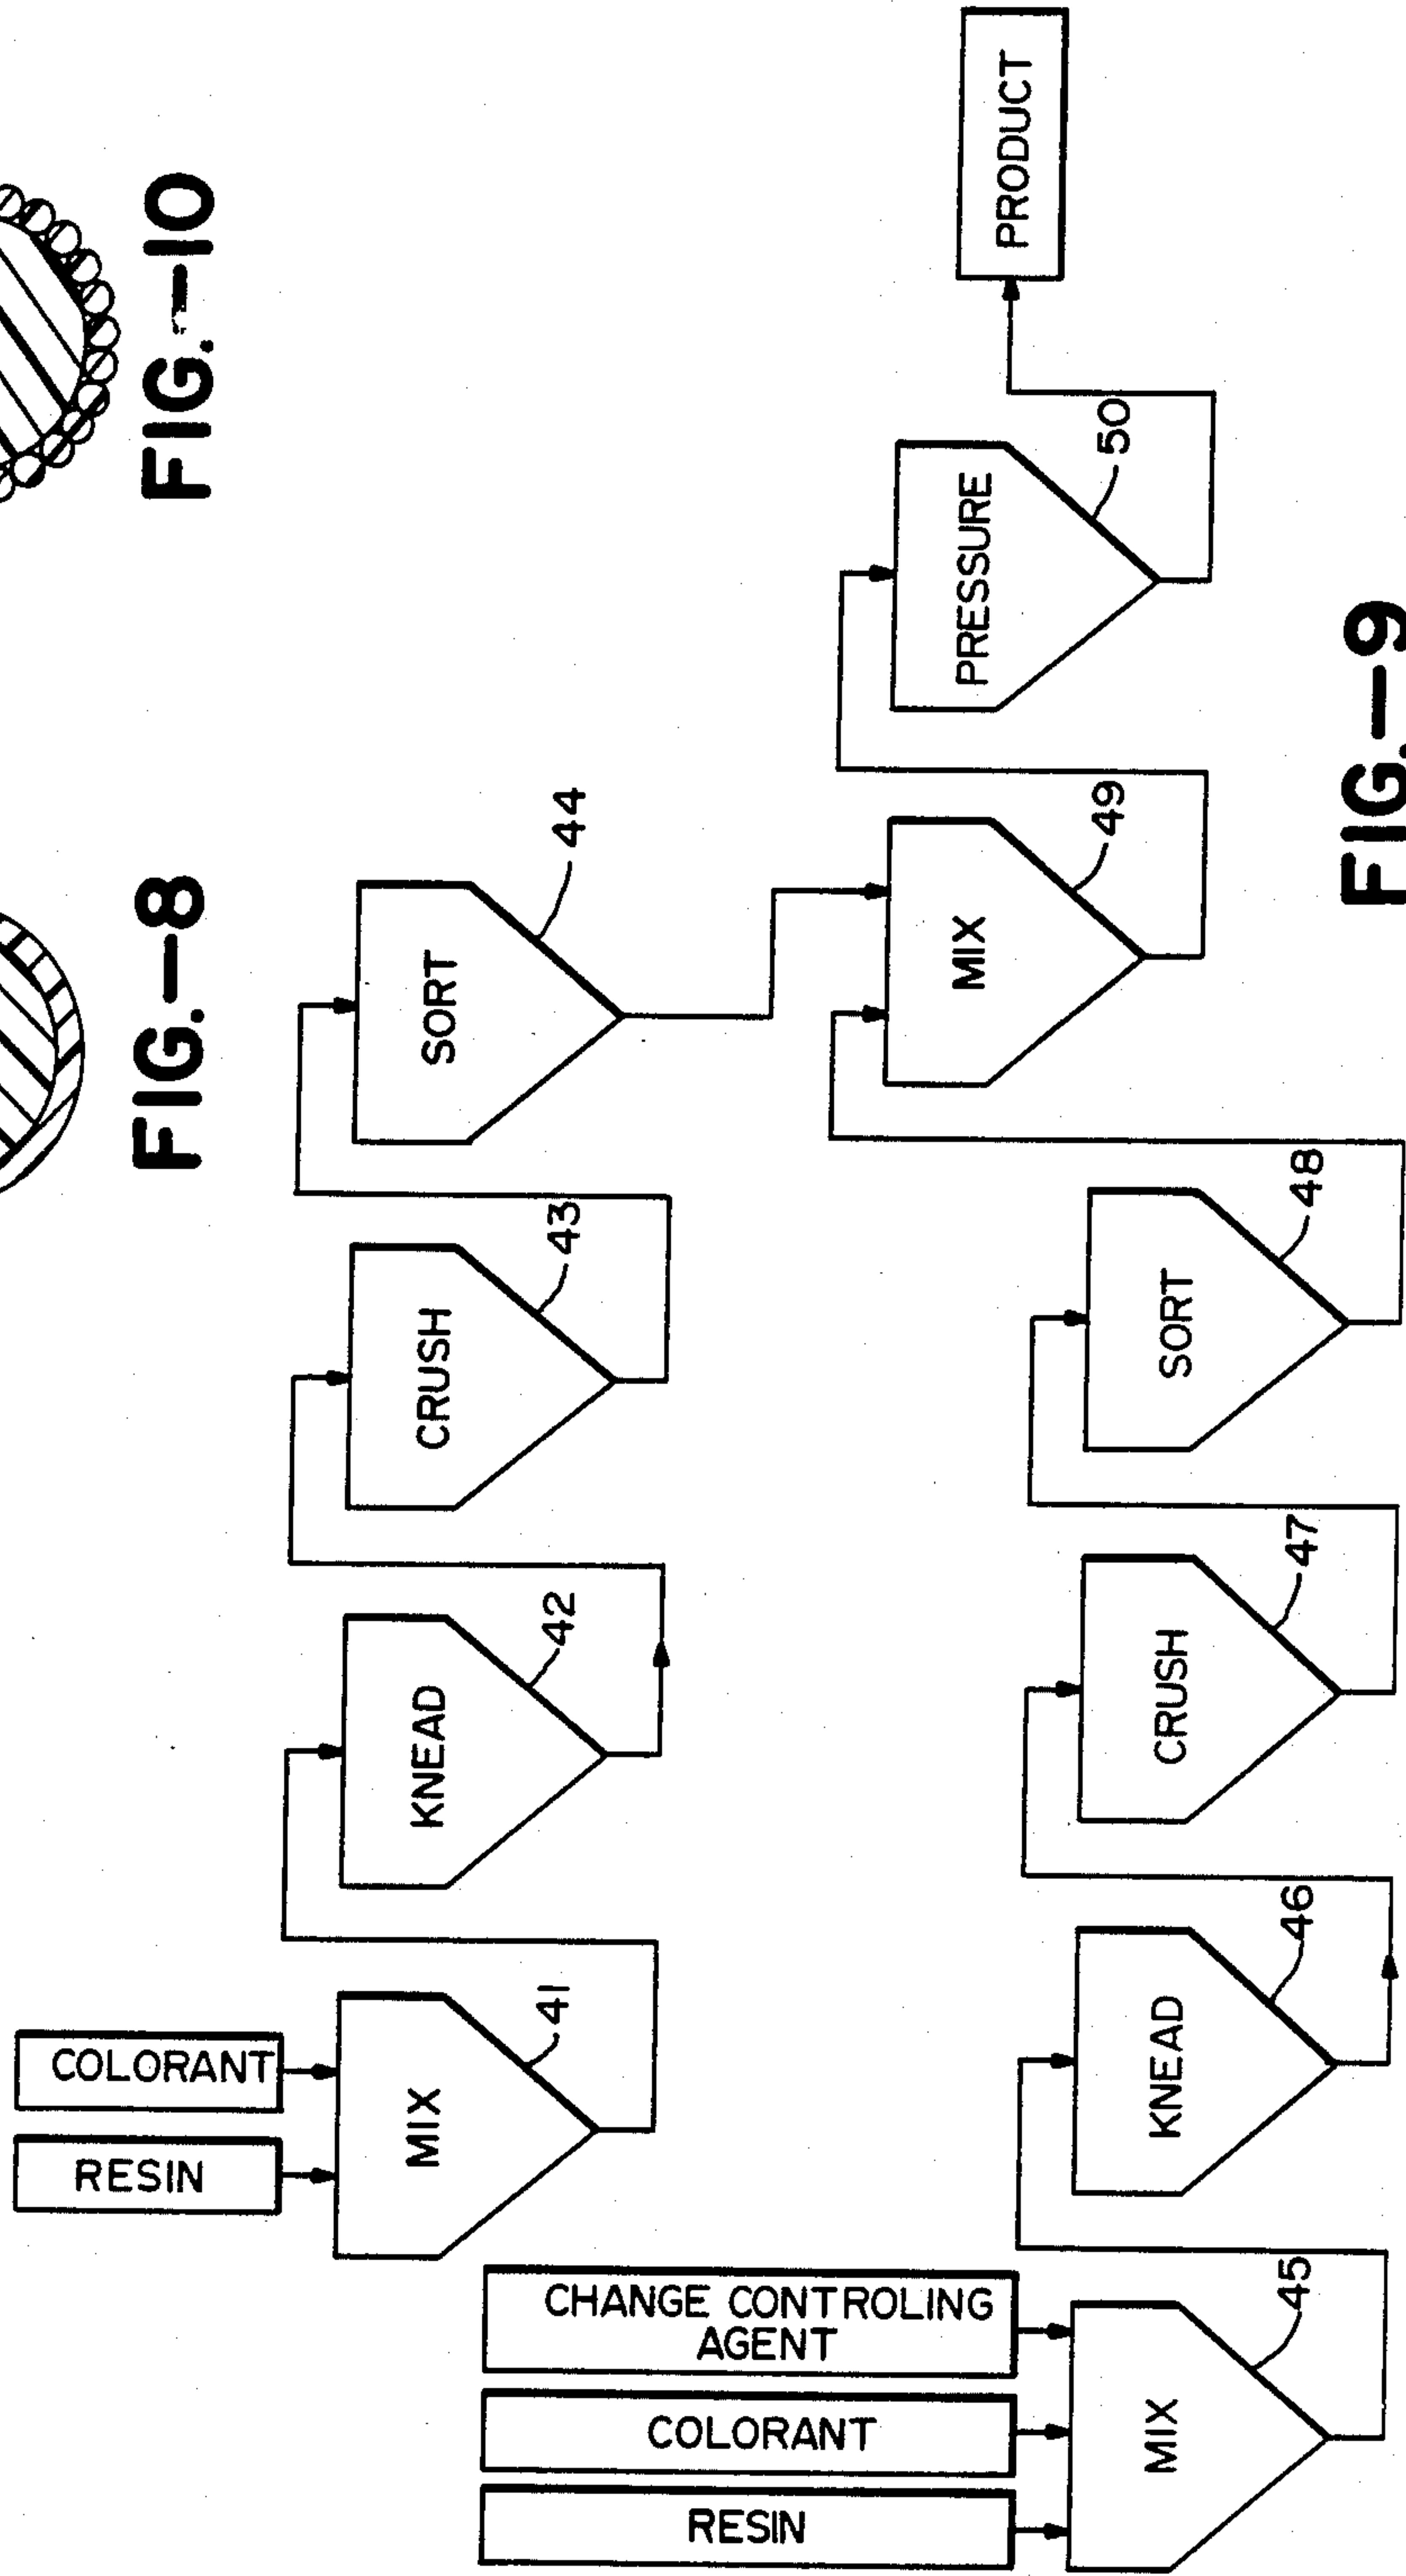 FIG.—8
FIG.—10
RESIN
COLORANT
MIX
41
KNEAD
42
CRUSH
43
SORT
44
RESIN
COLORANT
CHANGE CONTROLING
AGENT
MIX
45
KNEAD
46
CRUSH
47
SORT
48
MIX
49
PRESSURE
50
PRODUCT
FIG.—9